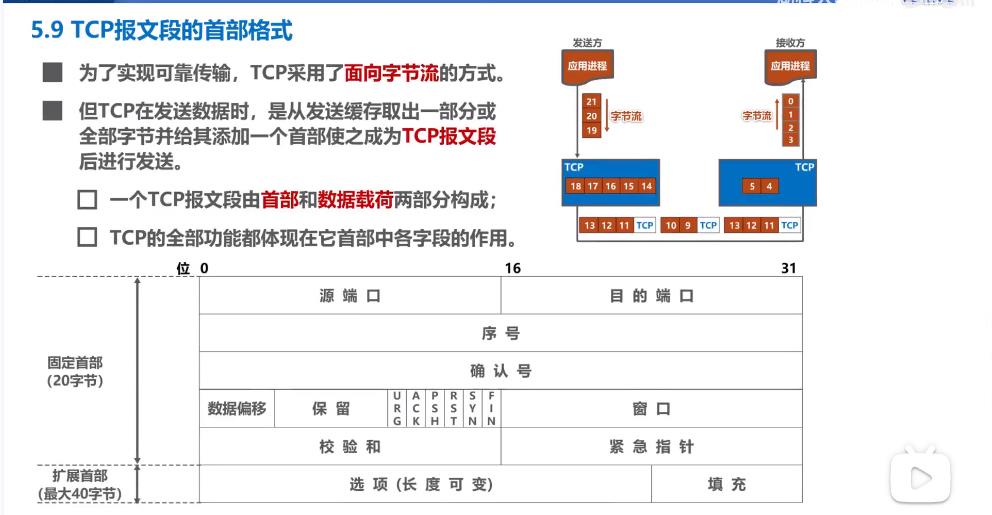 5.9 TCP报文段的首部格式
为了实现可靠传输，TCP采用了面向字节流的方式。
但TCP在发送数据时，是从发送缓存取出一部分或
全部字节并给其添加一个首部使之成为TCP报文段
后进行发送。
一个TCP报文段由首部和数据载荷两部分构成；
TCP的全部功能都体现在它首部中各字段的作用。
发送方
接收方
应用进程
应用进程
21
20
19
字节流
字节流
0
1
2
3
TCP
TCP
18 17 16 15 14
5 4
13 12 11 TCP
10 9 TCP
13 12 11 TCP
位 0 16 31
源端口 目的端口
序号
确认号
固定首部
(20字节)
数据偏移 保留 URG ACK PSH RST SYN FIN 窗口
校验和 紧急指针
扩展首部
(最大40字节)
选项 (长度可变) 填充